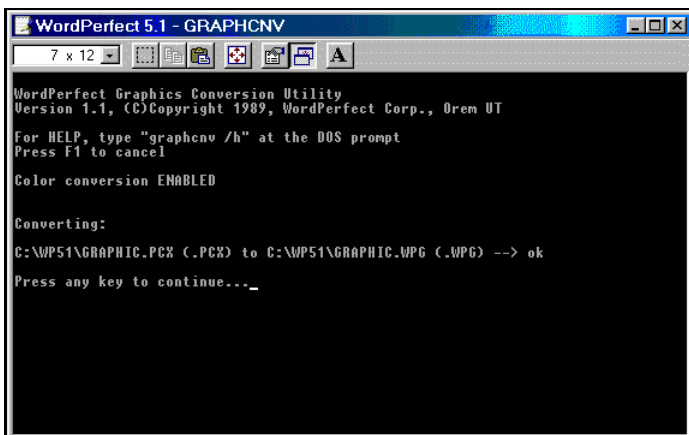 WordPerfect 5.1 - GRAPHCNV
7 x 12
A
WordPerfect Graphics Conversion Utility
Version 1.1, (C)Copyright 1989, WordPerfect Corp., Orem UT
For HELP, type "graphcnv /h" at the DOS prompt
Press F1 to cancel
Color conversion ENABLED
Converting:
C:\WP51\GRAPHIC.PCX (.PCX) to C:\WP51\GRAPHIC.WPG (.WPG) --> ok
Press any key to continue..._